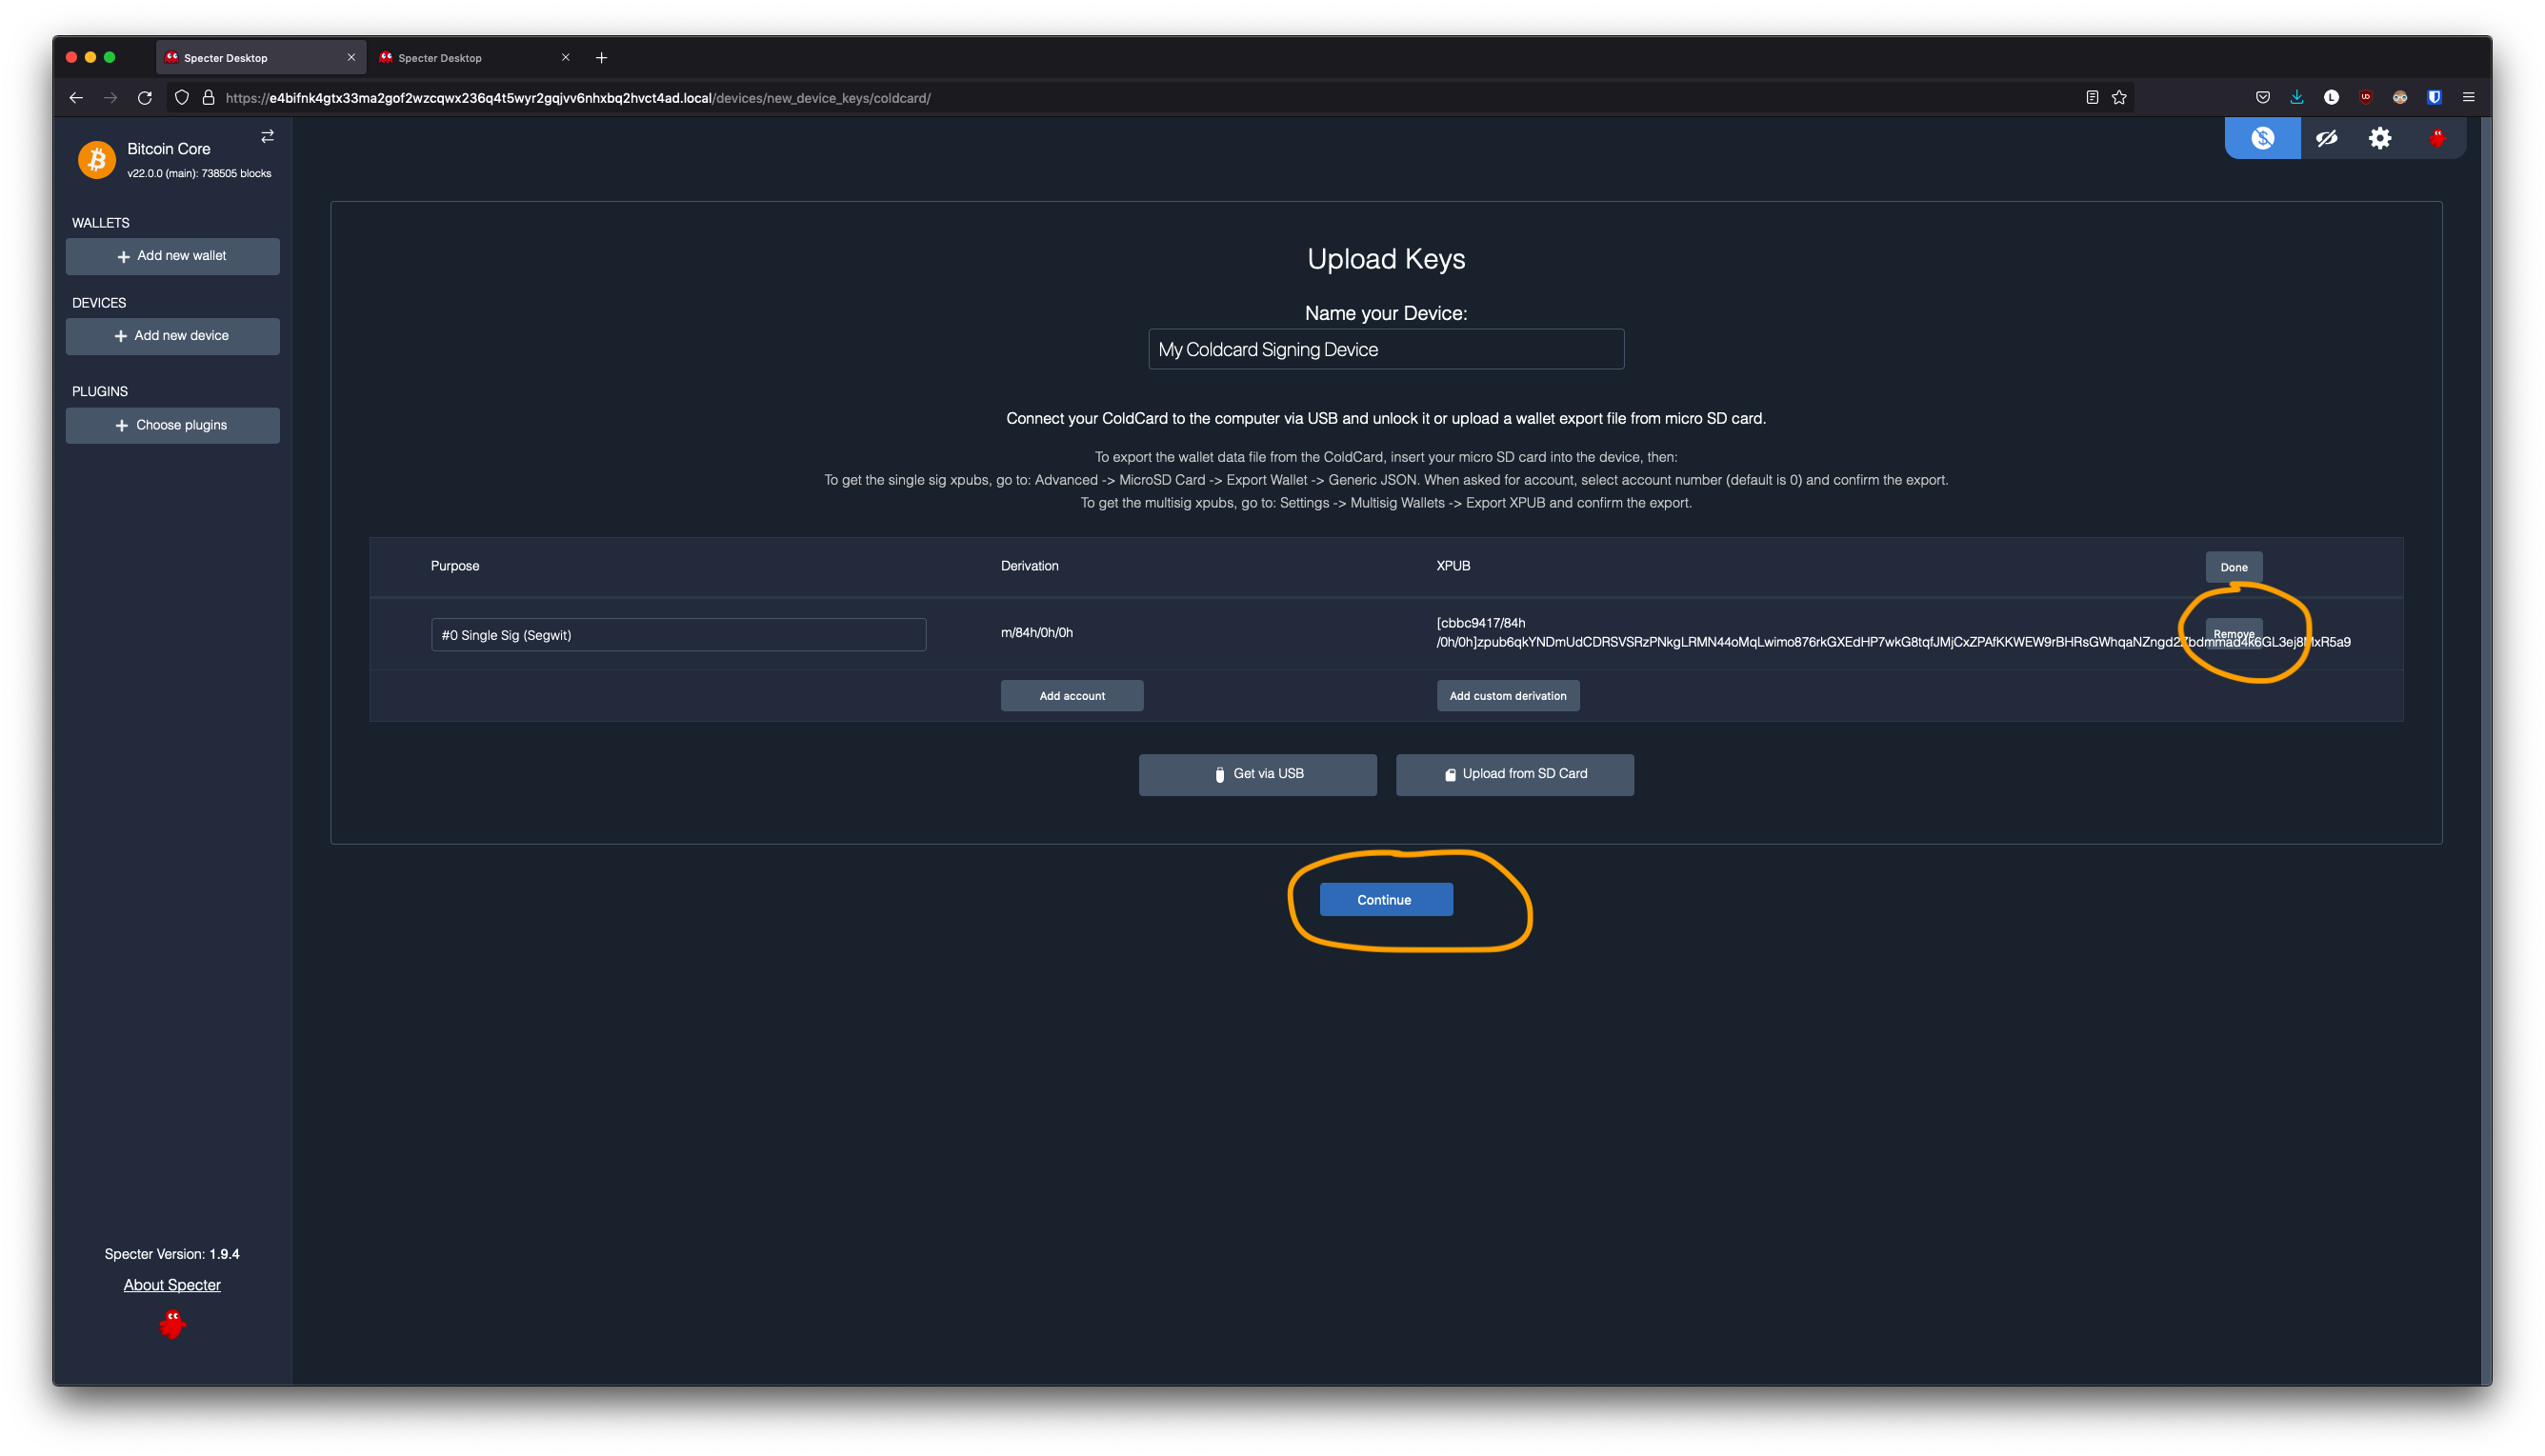 Specter Desktop
Specter Desktop
https://e4bifnk4gtx33ma2gof2wzcqwx236q4t5wyr2gqjvv6nhxbq2hvct4ad.local/devices/new_device_keys/coldcard/
Bitcoin Core
v22.0.0 (main): 738505 blocks
WALLETS
Add new wallet
DEVICES
Add new device
PLUGINS
Choose plugins
Upload Keys
Name your Device:
My Coldcard Signing Device
Connect your ColdCard to the computer via USB and unlock it or upload a wallet export file from micro SD card.
To export the wallet data file from the ColdCard, insert your micro SD card into the device, then:
To get the single sig xpubs, go to: Advanced -> MicroSD Card -> Export Wallet -> Generic JSON. When asked for account, select account number (default is 0) and confirm the export.
To get the multisig xpubs, go to: Settings -> Multisig Wallets -> Export XPUB and confirm the export.
Purpose Derivation XPUB Done
#0 Single Sig (Segwit) m/84h/0h/0h
[cbbc9417/84h
Remove
/0h/0h]zpub6qkYNDmUdCDRSVSRzPNkgLRMN44oMqLwimo876rkGXEdHP7wkG8tqfJMjCxZPAfKKWEW9rBHRsGWhqaNZngd2Zbdmmad4k6GL3ej8MxR5a9
Add account Add custom derivation
Get via USB Upload from SD Card
Continue
Specter Version: 1.9.4
About Specter